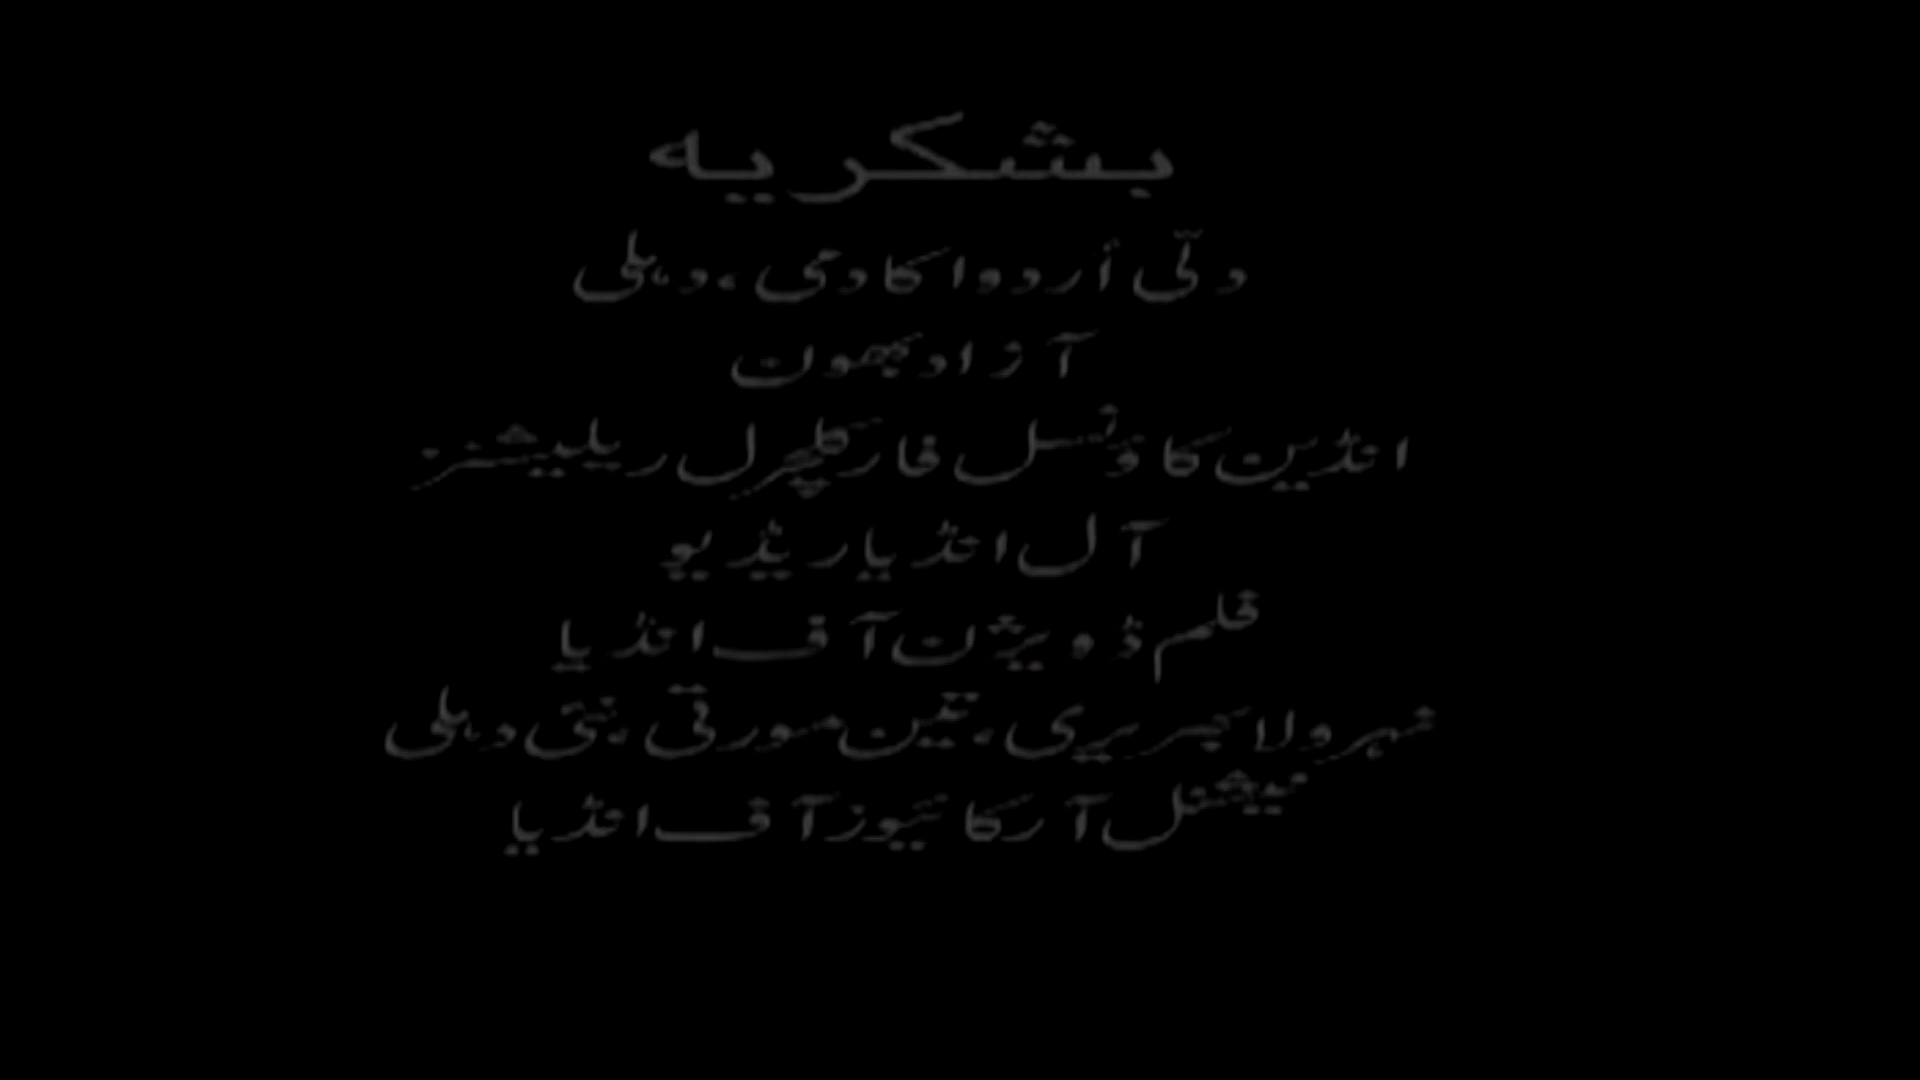 بشکریہ
دلّی اُردو اکادمی، دہلی
آزاد بھون
انڈین کاؤنسل فار کلچرل ریلیشنز
آل انڈیا ریڈیو
فلم ڈویژن آف انڈیا
نہرو لائبریری، تین مورتی، نئی دہلی
نیشنل آرکائیوز آف انڈیا